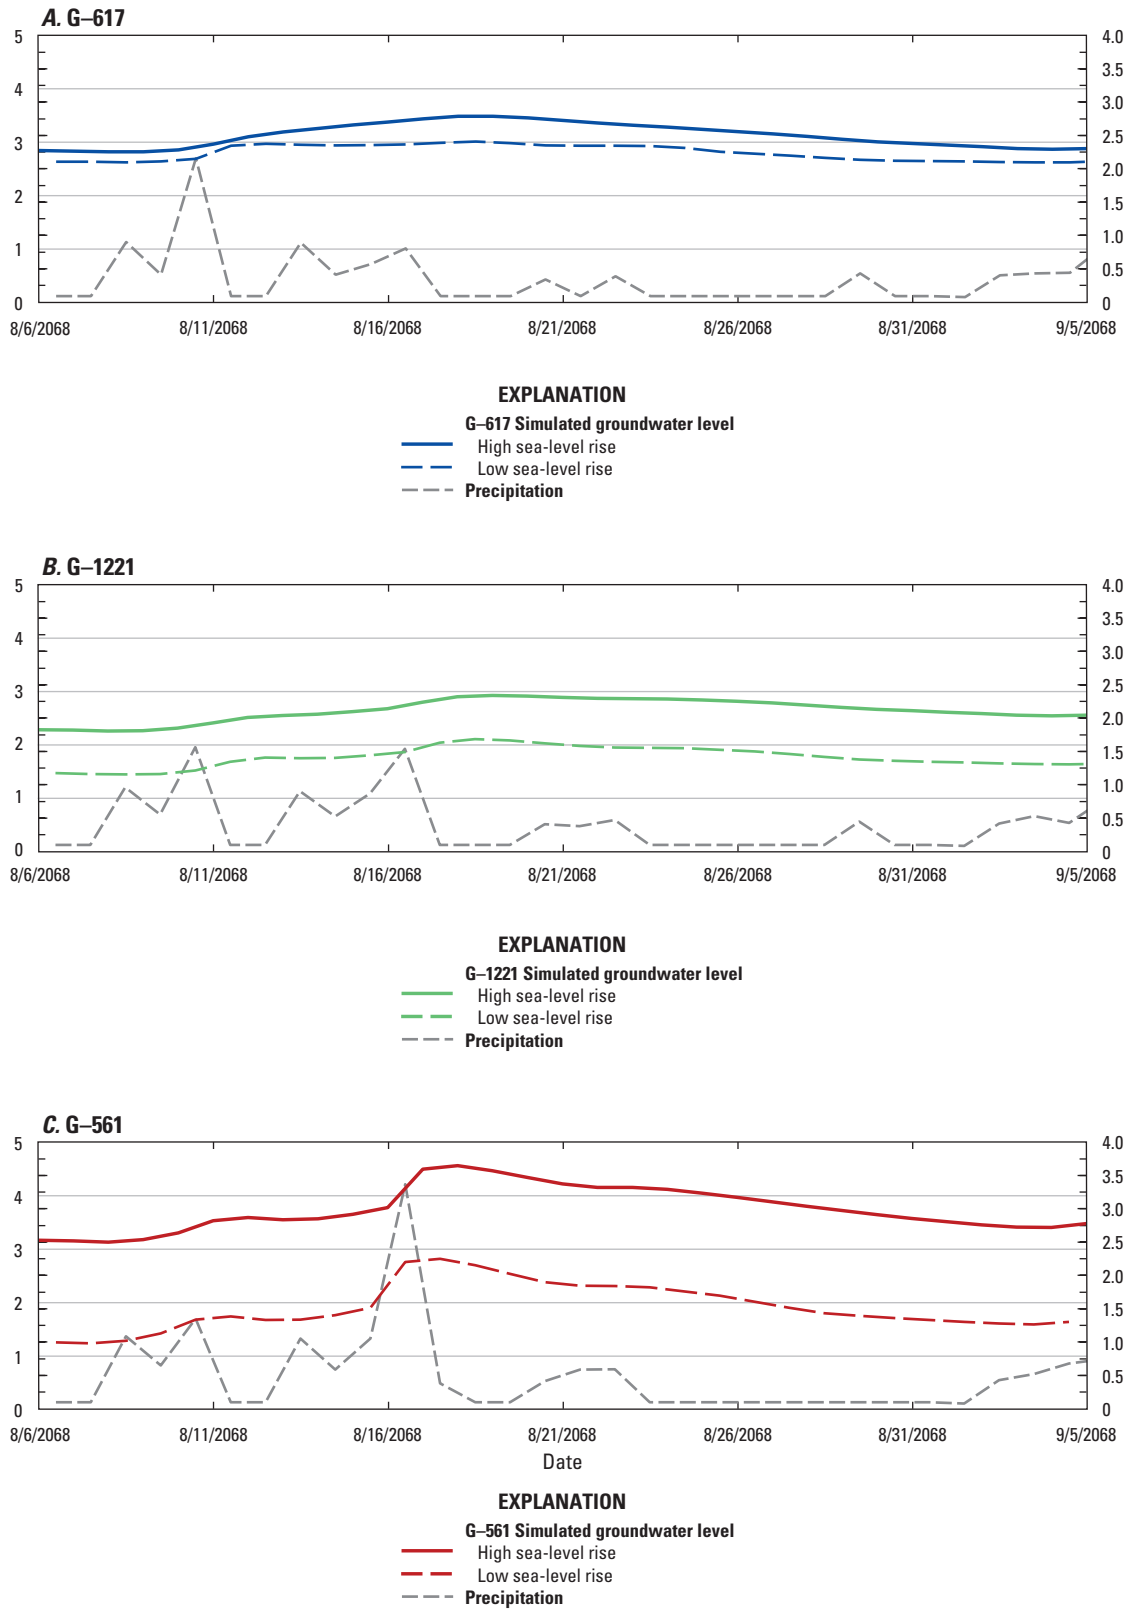 A. G–617
5 4.0
3.5
4 3.0
3 2.5
2.0
2 1.5
1 1.0
0.5
0 0
8/6/2068 8/11/2068 8/16/2068 8/21/2068 8/26/2068 8/31/2068 9/5/2068
EXPLANATION
G–617 Simulated groundwater level
High sea-level rise
Low sea-level rise
Precipitation
B. G–1221
5 4.0
3.5
4 3.0
3 2.5
2.0
2 1.5
1 1.0
0.5
0 0
8/6/2068 8/11/2068 8/16/2068 8/21/2068 8/26/2068 8/31/2068 9/5/2068
EXPLANATION
G–1221 Simulated groundwater level
High sea-level rise
Low sea-level rise
Precipitation
C. G–561
5 4.0
3.5
4 3.0
3 2.5
2.0
2 1.5
1 1.0
0.5
0 0
8/6/2068 8/11/2068 8/16/2068 8/21/2068 8/26/2068 8/31/2068 9/5/2068
Date
EXPLANATION
G–561 Simulated groundwater level
High sea-level rise
Low sea-level rise
Precipitation